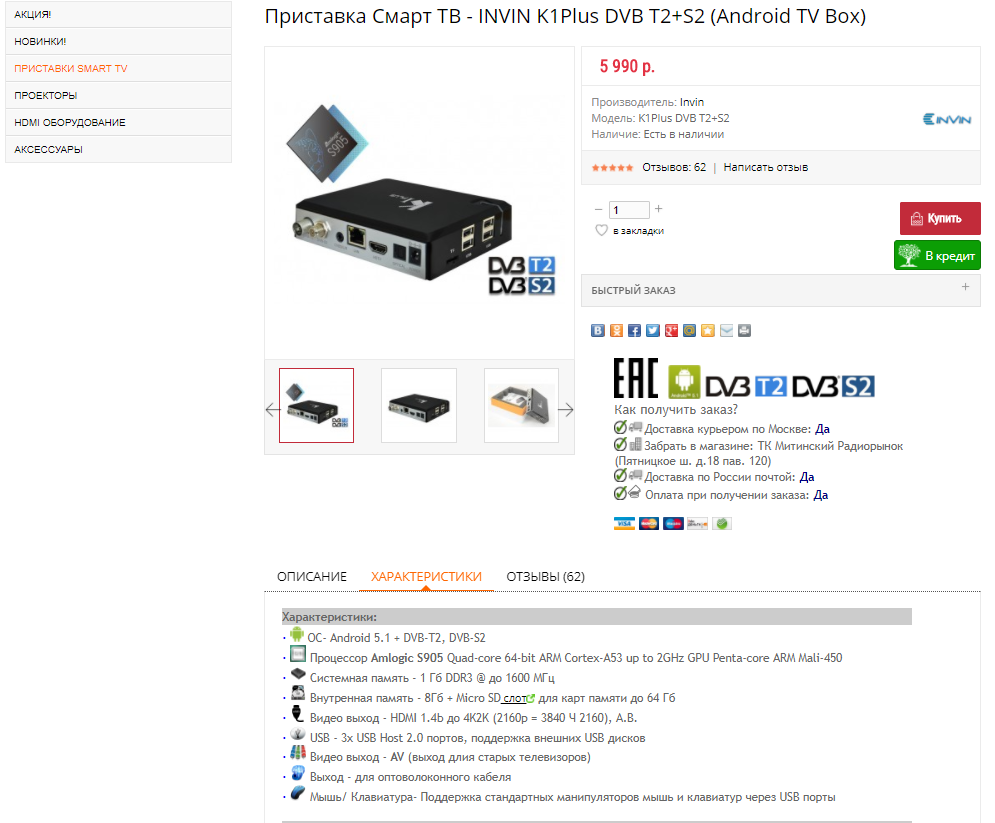 АКЦИЯ!
НОВИНКИ!
ПРИСТАВКИ SMART TV
ПРОЕКТОРЫ
HDMI ОБОРУДОВАНИЕ
АКСЕССУАРЫ
Приставка Смарт ТВ - INVIN K1Plus DVB T2+S2 (Android TV Box)
Amlogic
S905
K1 PLUS
DVB T2
DVB S2
5 990 р.
Производитель: Invin
Модель: K1Plus DVB T2+S2
Наличие: Есть в наличии
INVIN
Отзывов: 62 | Написать отзыв
− 1 +
в закладки
Купить
В кредит
БЫСТРЫЙ ЗАКАЗ +
EAC DVB T2 DVB S2
Как получить заказ?
Доставка курьером по Москве: Да
Забрать в магазине: ТК Митинский Радиорынок
(Пятницкое ш. д.18 пав. 120)
Доставка по России почтой: Да
Оплата при получении заказа: Да
VISA
ОПИСАНИЕ ХАРАКТЕРИСТИКИ ОТЗЫВЫ (62)
Характеристики:
· ОС- Android 5.1 + DVB-T2, DVB-S2
· Процессор Amlogic S905 Quad-core 64-bit ARM Cortex-A53 up to 2GHz GPU Penta-core ARM Mali-450
· Системная память - 1 Гб DDR3 @ до 1600 МГц
· Внутренная память - 8Гб + Micro SD слот для карт памяти до 64 Гб
· Видео выход - HDMI 1.4b до 4K2K (2160p = 3840 Ч 2160), A.B.
· USB - 3x USB Host 2.0 портов, поддержка внешних USB дисков
· Видео выход - AV (выход длия старых телевизоров)
· Выход - для оптоволоконного кабеля
· Мышь/ Клавиатура- Поддержка стандартных манипуляторов мышь и клавиатур через USB порты